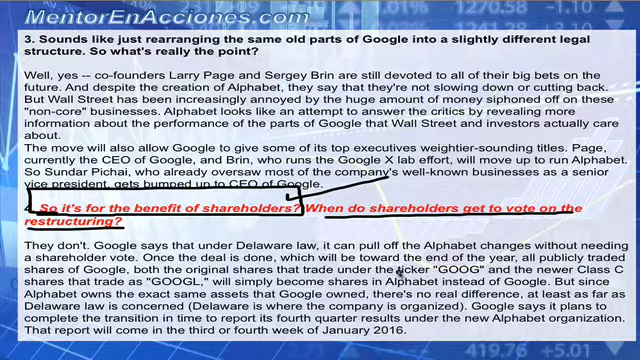 MentorEnAcciones.com
3. Sounds like just rearranging the same old parts of Google into a slightly different legal
structure. So what's really the point?
Well, yes -- co-founders Larry Page and Sergey Brin are still devoted to all of their big bets on the
future. And despite the creation of Alphabet, they say that they're not slowing down or cutting back.
But Wall Street has been increasingly annoyed by the huge amount of money siphoned off on these
"non-core" businesses. Alphabet looks like an attempt to answer the critics by revealing more
information about the performance of the parts of Google that Wall Street and investors actually care
about.
The move will also allow Google to give some of its top executives weightier-sounding titles. Page,
currently the CEO of Google, and Brin, who runs the Google X lab effort, will move up to run Alphabet.
So Sundar Pichai, who already oversaw most of the company's well-known businesses as a senior
vice president, gets bumped up to CEO of Google.
So it's for the benefit of shareholders? When do shareholders get to vote on the
restructuring?
They don't. Google says that under Delaware law, it can pull off the Alphabet changes without needing
a shareholder vote. Once the deal is done, which will be toward the end of the year, all publicly traded
shares of Google, both the original shares that trade under the ticker "GOOG" and the newer Class C
shares that trade as "GOOGL," will simply become shares in Alphabet instead of Google. But since
Alphabet owns the exact same assets that Google owned, there's no real difference, at least as far as
Delaware law is concerned (Delaware is where the company is organized). Google says it plans to
complete the transition in time to report its fourth quarter results under the new Alphabet organization.
That report will come in the third or fourth week of January 2016.